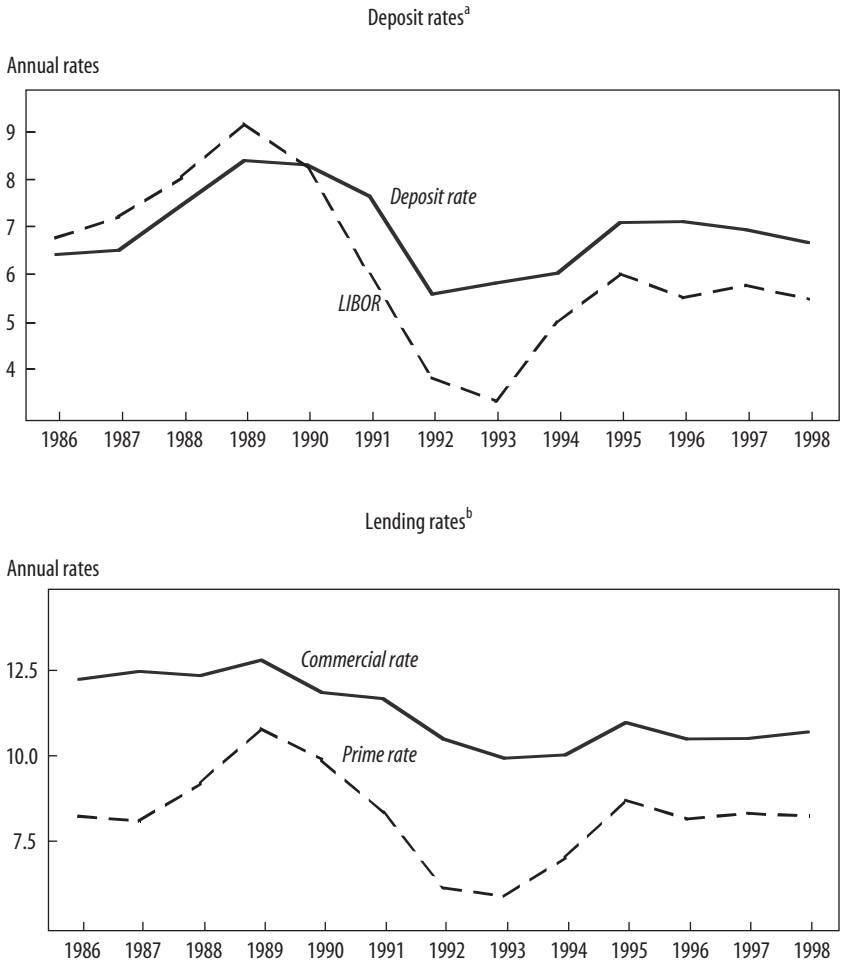 Deposit ratesᵃ
Annual rates
9
8
7
6
5
4
Deposit rate
LIBOR
1986 1987 1988 1989 1990 1991 1992 1993 1994 1995 1996 1997 1998
Lending ratesᵇ
Annual rates
12.5
10.0
7.5
Commercial rate
Prime rate
1986 1987 1988 1989 1990 1991 1992 1993 1994 1995 1996 1997 1998